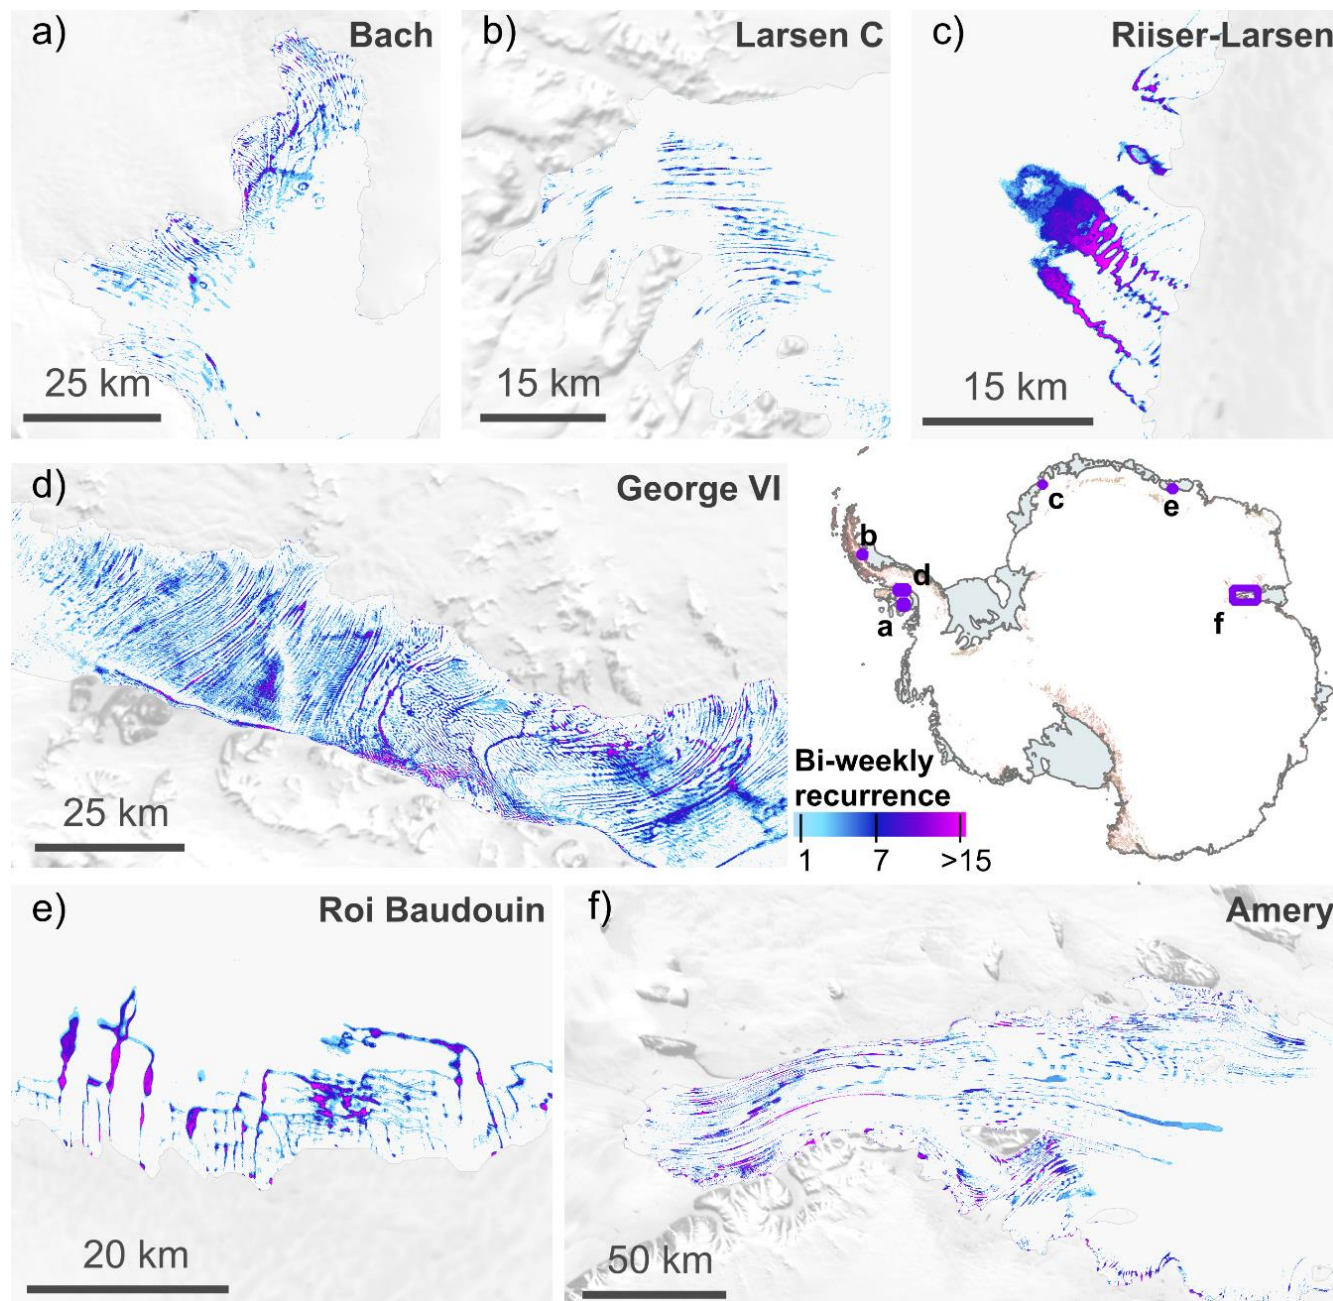 a) Bach
25 km
b) Larsen C
15 km
c) Riiser-Larsen
15 km
d) George VI
25 km
c
e
b
d
a
f
Bi-weekly
recurrence
1 7 >15
e) Roi Baudouin
20 km
f) Amery
50 km